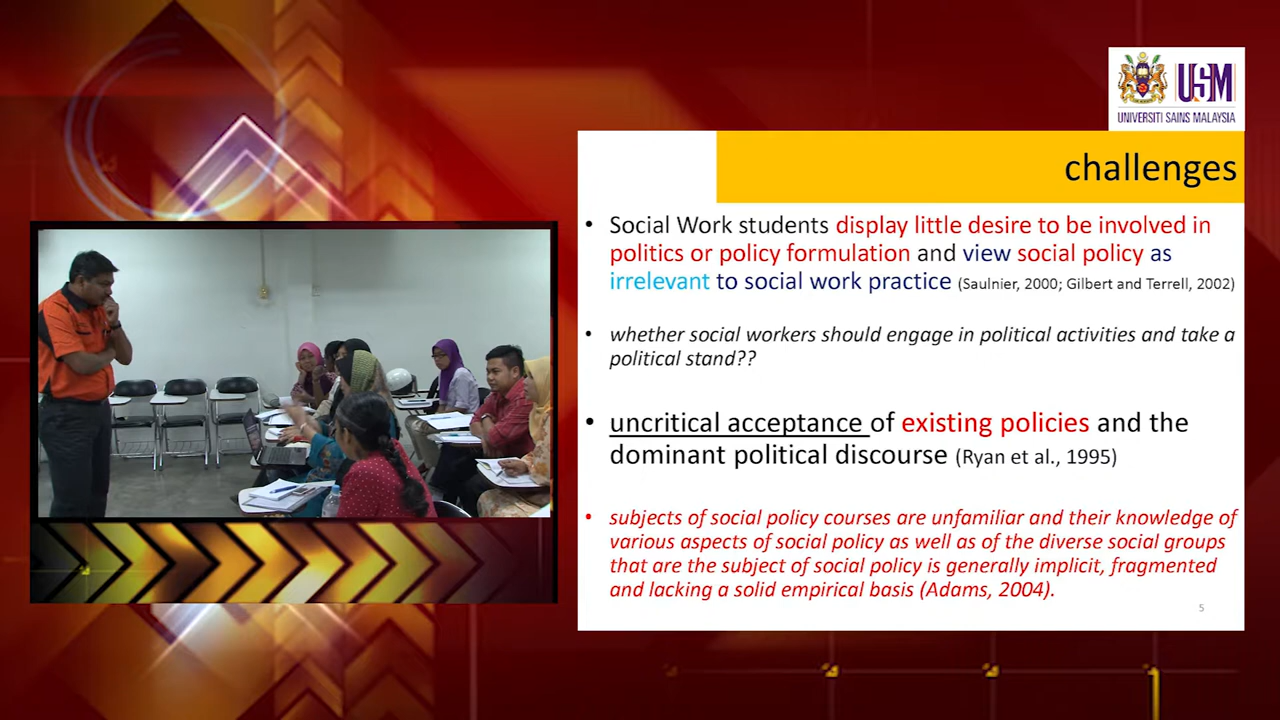 USM
UNIVERSITI SAINS MALAYSIA
challenges
• Social Work students display little desire to be involved in
politics or policy formulation and view social policy as
irrelevant to social work practice (Saulnier, 2000; Gilbert and Terrell, 2002)
• whether social workers should engage in political activities and take a
political stand??
• uncritical acceptance of existing policies and the
dominant political discourse (Ryan et al., 1995)
• subjects of social policy courses are unfamiliar and their knowledge of
various aspects of social policy as well as of the diverse social groups
that are the subject of social policy is generally implicit, fragmented
and lacking a solid empirical basis (Adams, 2004).
5